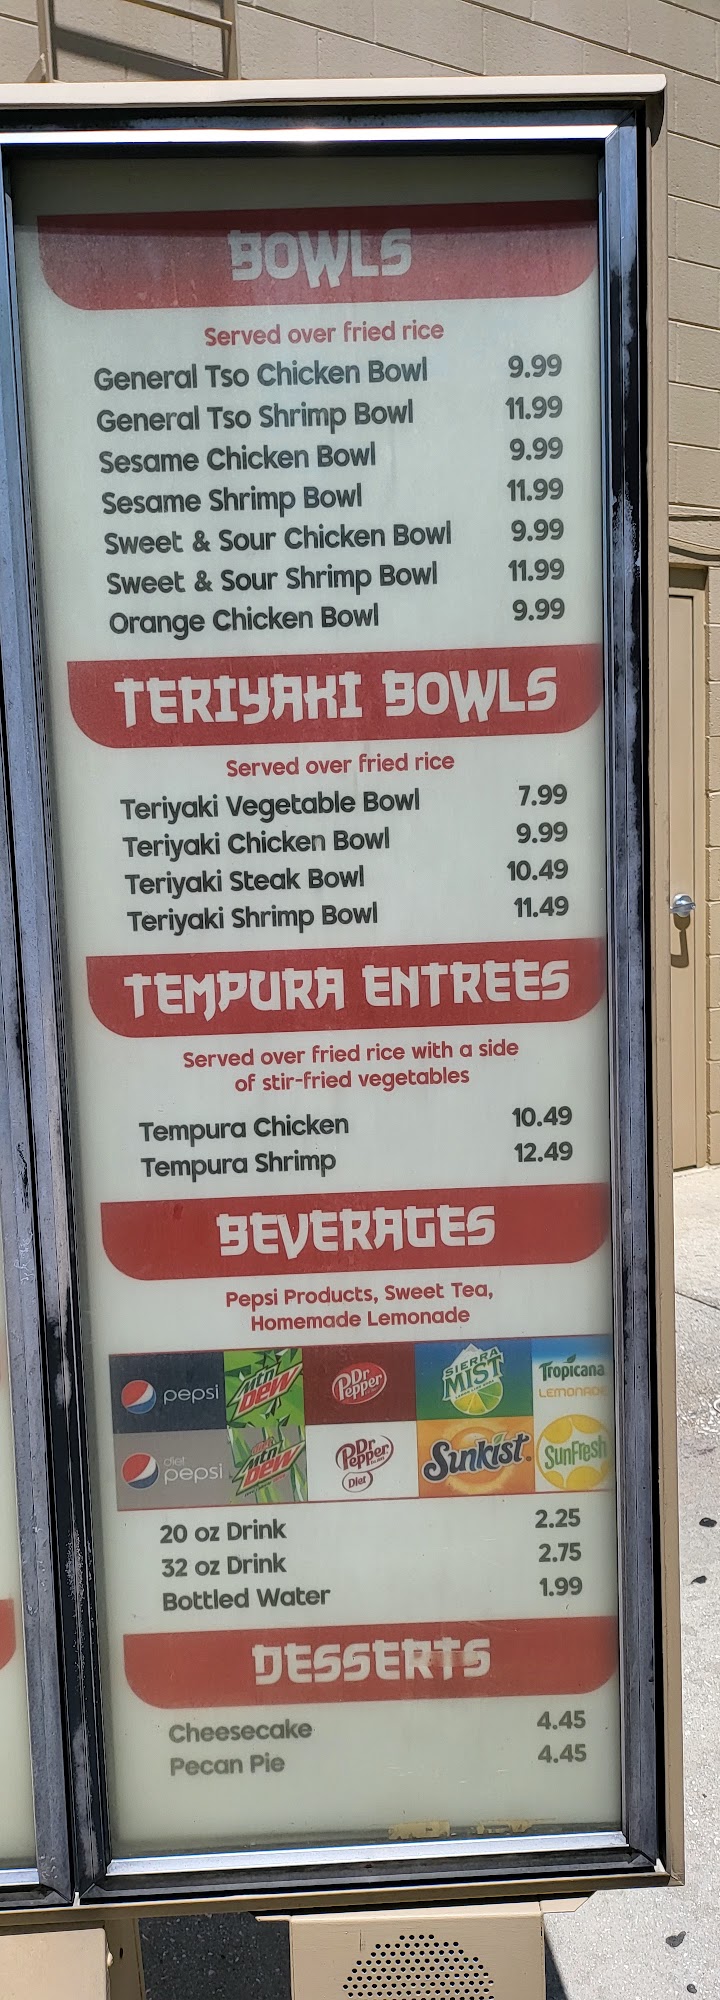 BOWLS
Served over fried rice
General Tso Chicken Bowl 9.99
General Tso Shrimp Bowl 11.99
Sesame Chicken Bowl 9.99
Sesame Shrimp Bowl 11.99
Sweet & Sour Chicken Bowl 9.99
Sweet & Sour Shrimp Bowl 11.99
Orange Chicken Bowl 9.99
TERIYAKI BOWLS
Served over fried rice
Teriyaki Vegetable Bowl 7.99
Teriyaki Chicken Bowl 9.99
Teriyaki Steak Bowl 10.49
Teriyaki Shrimp Bowl 11.49
TEMPURA ENTREES
Served over fried rice with a side
of stir-fried vegetables
Tempura Chicken 10.49
Tempura Shrimp 12.49
BEVERAGES
Pepsi Products, Sweet Tea,
Homemade Lemonade
pepsi
Mtn Dew
Dr Pepper
SIERRA MIST
Tropicana
LEMONADE
diet pepsi
diet Mtn Dew
Dr Pepper
Diet
Sunkist
SunFresh
20 oz Drink 2.25
32 oz Drink 2.75
Bottled Water 1.99
DESSERTS
Cheesecake 4.45
Pecan Pie 4.45